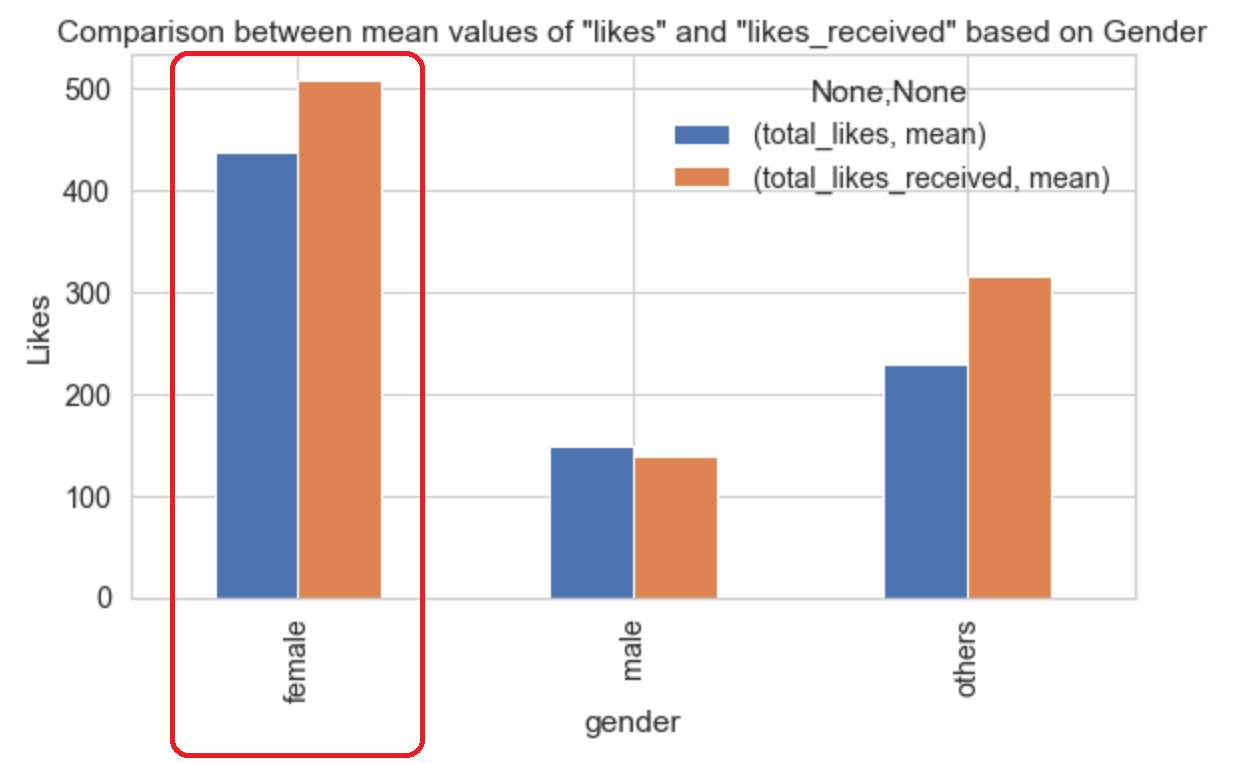 Comparison between mean values of "likes" and "likes_received" based on Gender
None,None
(total_likes, mean)
(total_likes_received, mean)
Likes
500
400
300
200
100
0
female
male
others
gender